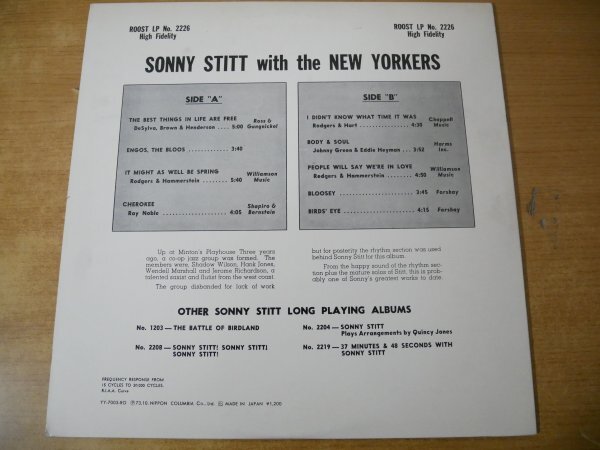 ROOST LP No. 2226
High Fidelity
ROOST LP No. 2226
High Fidelity
SONNY STITT with the NEW YORKERS
SIDE "A"
THE BEST THINGS IN LIFE ARE FREE Ross &
DeSylva, Brown & Henderson .... 5:00 Gungnickel
ENGOS, THE BLOOS ........ 3:40
IT MIGHT AS WELL BE SPRING Williamson
Rodgers & Hammerstein ........ 5:40 Music
CHEROKEE Shapiro &
Ray Noble .................. 4:05 Bernstein
SIDE "B"
I DIDN'T KNOW WHAT TIME IT WAS Chappell
Rodgers & Hart ............... 4:35 Music
BODY & SOUL Harms
Johnny Green & Eddie Heyman ... 3:52 Inc.
PEOPLE WILL SAY WE'RE IN LOVE Williamson
Rodgers & Hammerstein ........ 4:50 Music
BLOOSEY .................... 3:45 Forshay
BIRDS' EYE .................. 4:15 Forshay
Up at Minton's Playhouse Three years
ago, a co-op jazz group was formed. The
members were, Shadow Wilson, Hank Jones,
Wendell Marshall and Jerome Richardson, a
talented saxist and flutist from the west coast.
The group disbanded for lack of work
but for posterity the rhythm section was used
behind Sonny Stitt for this album.
From the happy sound of the rhythm sec-
tion plus the mature solos of Stitt, this is prob-
ably one of Sonny's greatest works to date.
OTHER SONNY STITT LONG PLAYING ALBUMS
No. 1203 — THE BATTLE OF BIRDLAND
No. 2208 — SONNY STITT! SONNY STITT!
SONNY STITT!
No. 2204 — SONNY STITT
Plays Arrangements by Quincy Jones
No. 2219 — 37 MINUTES & 48 SECONDS WITH
SONNY STITT
FREQUENCY RESPONSE FROM
15 CYCLES TO CYCLES.
R.I.A.A. Curve
YT-7003-RO Ⓟ'73,10. NIPPON COLUMBIA Co., Ltd. Ⓒ MADE IN JAPAN ¥1,200